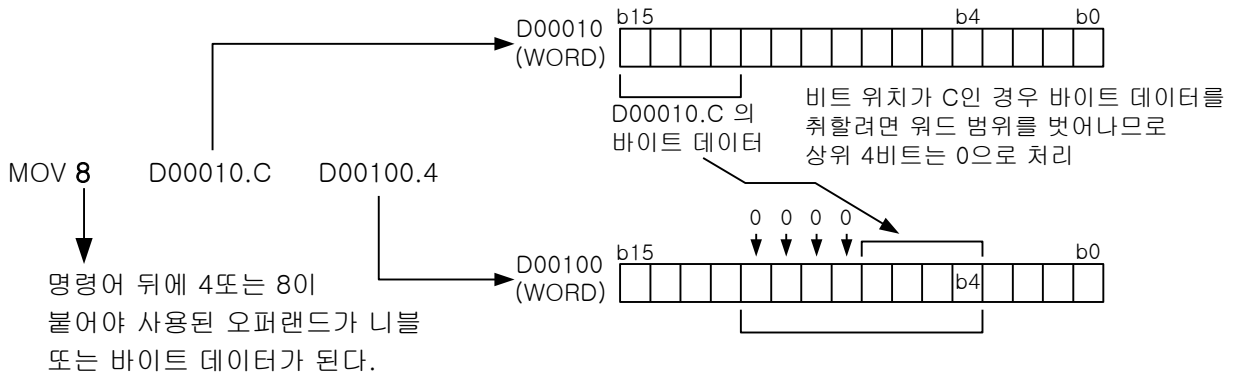 b15 b4 b0
D00010
(WORD)
D00010.C 의
바이트 데이터
비트 위치가 C인 경우 바이트 데이터를
취할려면 워드 범위를 벗어나므로
상위 4비트는 0으로 처리
MOV 8 D00010.C D00100.4
0 0 0 0
b15 b0
D00100
(WORD)
b4
명령어 뒤에 4또는 8이
붙어야 사용된 오퍼랜드가 니블
또는 바이트 데이터가 된다.